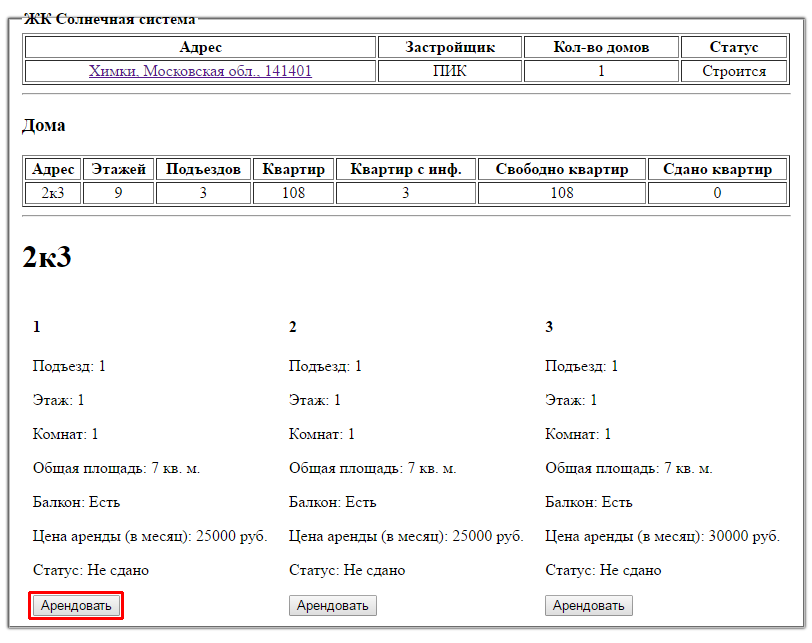 ЖК Солнечная система
Адрес Застройщик Кол-во домов Статус
Химки, Московская обл., 141401 ПИК 1 Строится
Дома
Адрес Этажей Подъездов Квартир Квартир с инф. Свободно квартир Сдано квартир
2к3 9 3 108 3 108 0
2к3
1 2 3
Подъезд: 1 Подъезд: 1 Подъезд: 1
Этаж: 1 Этаж: 1 Этаж: 1
Комнат: 1 Комнат: 1 Комнат: 1
Общая площадь: 7 кв. м. Общая площадь: 7 кв. м. Общая площадь: 7 кв. м.
Балкон: Есть Балкон: Есть Балкон: Есть
Цена аренды (в месяц): 25000 руб. Цена аренды (в месяц): 25000 руб. Цена аренды (в месяц): 30000 руб.
Статус: Не сдано Статус: Не сдано Статус: Не сдано
Арендовать Арендовать Арендовать